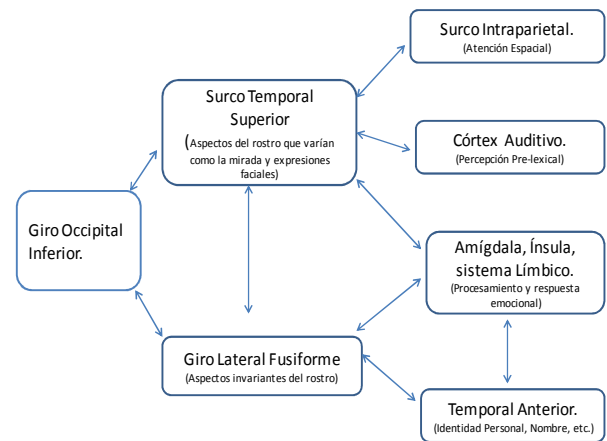 Surco Intraparietal.
(Atención Espacial)
Surco Temporal
Superior
(Aspectos del rostro que varían
como la mirada y expresiones
faciales)
Córtex Auditivo.
(Percepción Pre-lexical)
Giro Occipital
Inferior.
Amígdala, Ínsula,
sistema Límbico.
(Procesamiento y respuesta
emocional)
Giro Lateral Fusiforme
(Aspectos invariantes del rostro)
Temporal Anterior.
(Identidad Personal, Nombre, etc.)